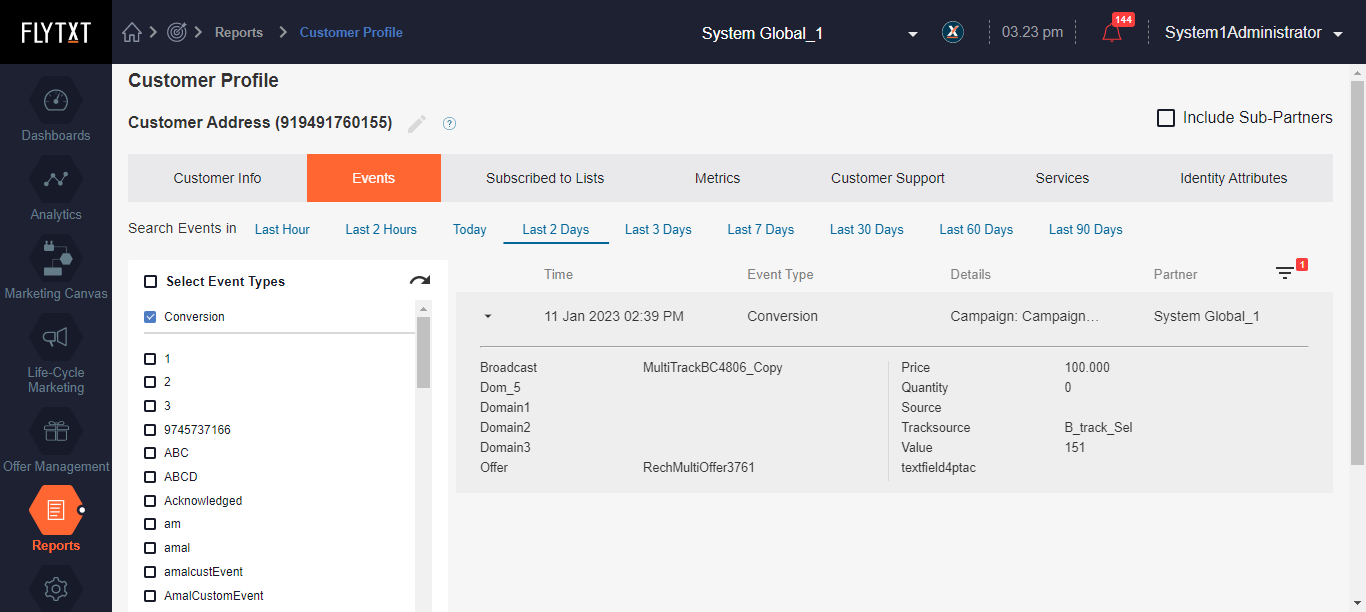 FLYTXT
Reports
Customer Profile
System Global_1
X
03.23 pm
144
System1Administrator
Dashboards
Analytics
Marketing Canvas
Life-Cycle
Marketing
Offer Management
Reports
Customer Profile
Customer Address (919491760155)
?
Include Sub-Partners
Customer Info
Events
Subscribed to Lists
Metrics
Customer Support
Services
Identity Attributes
Search Events in
Last Hour
Last 2 Hours
Today
Last 2 Days
Last 3 Days
Last 7 Days
Last 30 Days
Last 60 Days
Last 90 Days
Select Event Types
Conversion
1
2
3
9745737166
ABC
ABCD
Acknowledged
am
amal
amalcustEvent
AmalCustomEvent
Time
Event Type
Details
Partner
1
11 Jan 2023 02:39 PM
Conversion
Campaign: Campaign...
System Global_1
Broadcast MultiTrackBC4806_Copy
Dom_5
Domain1
Domain2
Domain3
Offer RechMultiOffer3761
Price 100.000
Quantity 0
Source
Tracksource B_track_Sel
Value 151
textfield4ptac